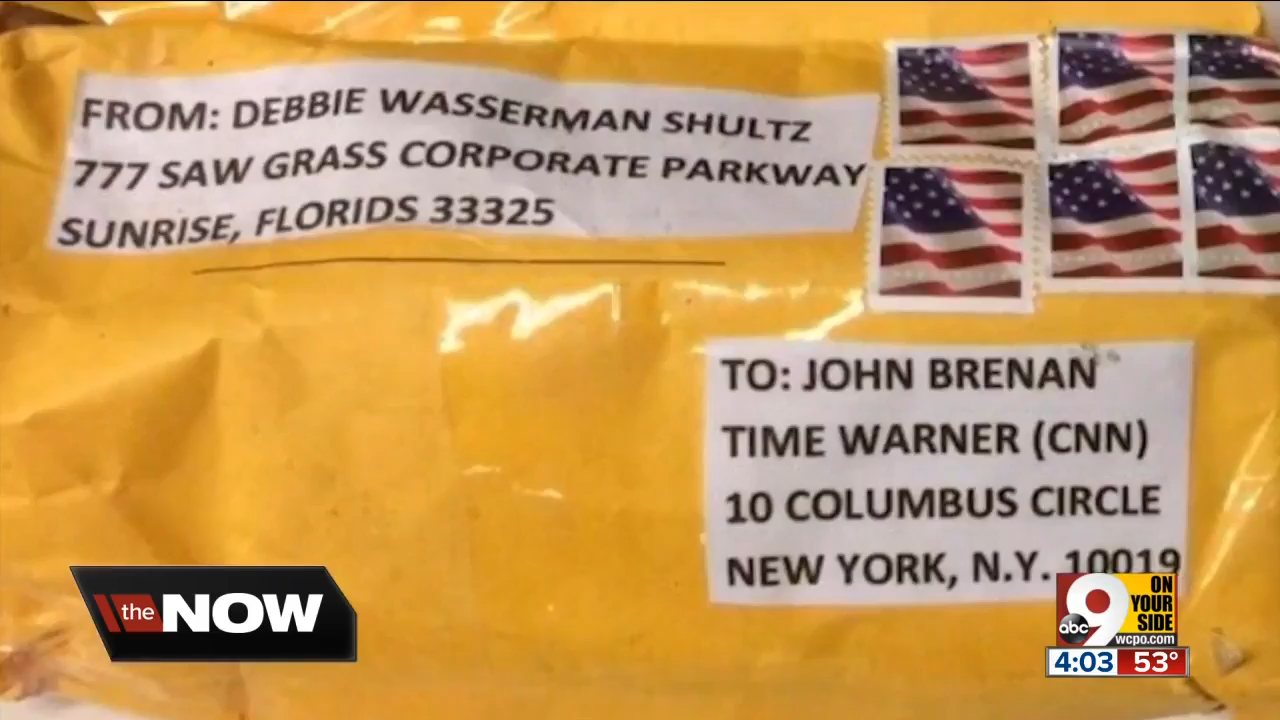 FROM: DEBBIE WASSERMAN SHULTZ
777 SAW GRASS CORPORATE PARKWAY
SUNRISE, FLORIDS 33325
TO: JOHN BRENAN
TIME WARNER (CNN)
10 COLUMBUS CIRCLE
NEW YORK, N.Y. 10019
the NOW
abc 9 ON
YOUR
SIDE
wcpo.com
4:03 53°